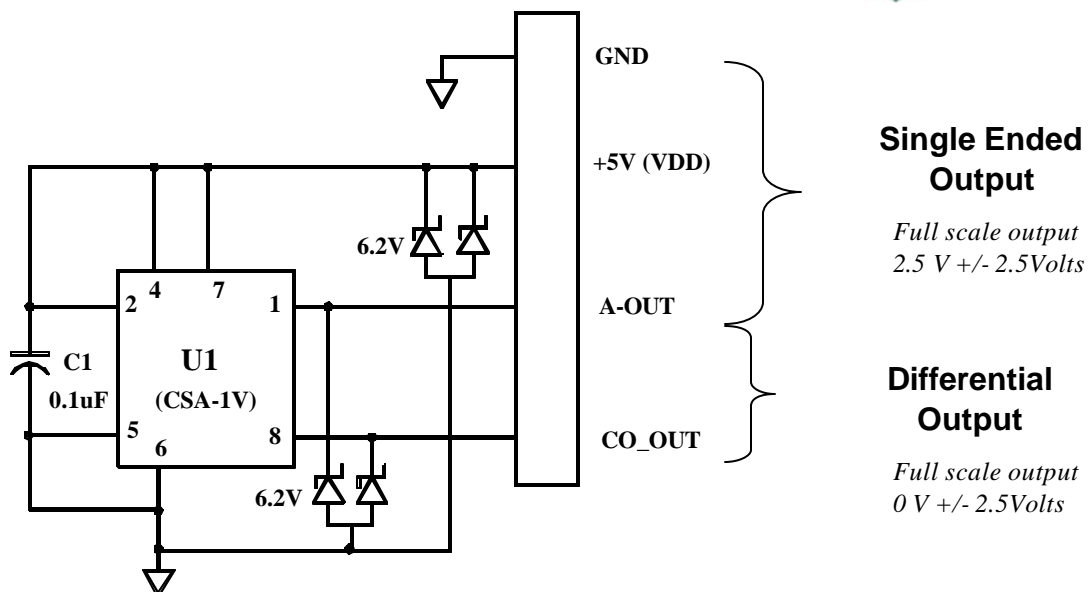 GND
+5V (VDD)
Single Ended
Output
Full scale output
2.5 V +/- 2.5Volts
6.2V
2
4
7
1
A-OUT
C1
0.1uF
U1
(CSA-1V)
Differential
Output
5
6
8
CO_OUT
Full scale output
0 V +/- 2.5Volts
6.2V